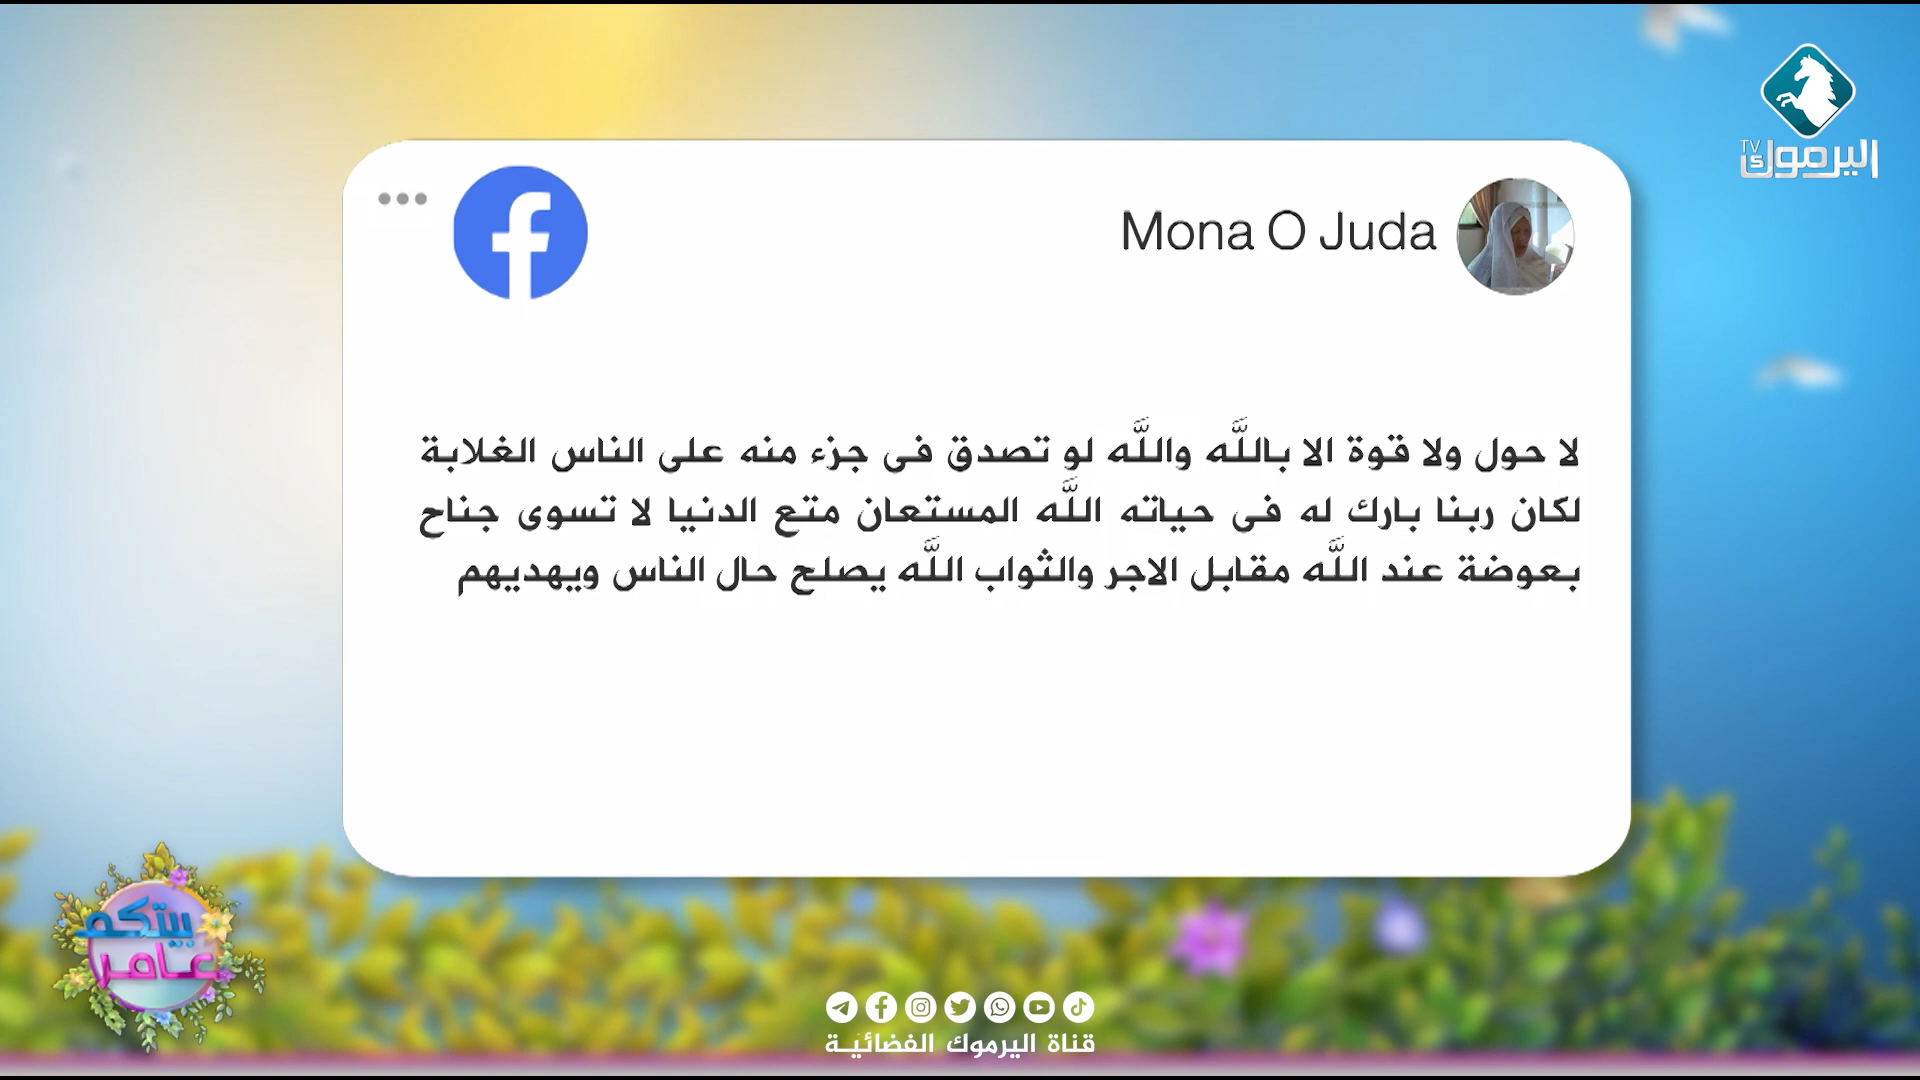 TV
اليرموك
Mona O Juda
لا حول ولا قوة الا باللَّه واللَّه لو تصدق فى جزء منه على الناس الغلابة
لكان ربنا بارك له فى حياته اللَّه المستعان متع الدنيا لا تسوى جناح
بعوضة عند اللَّه مقابل الاجر والثواب اللَّه يصلح حال الناس ويهديهم
بيتكم
عامر
قناة اليرموك الفضائيـة